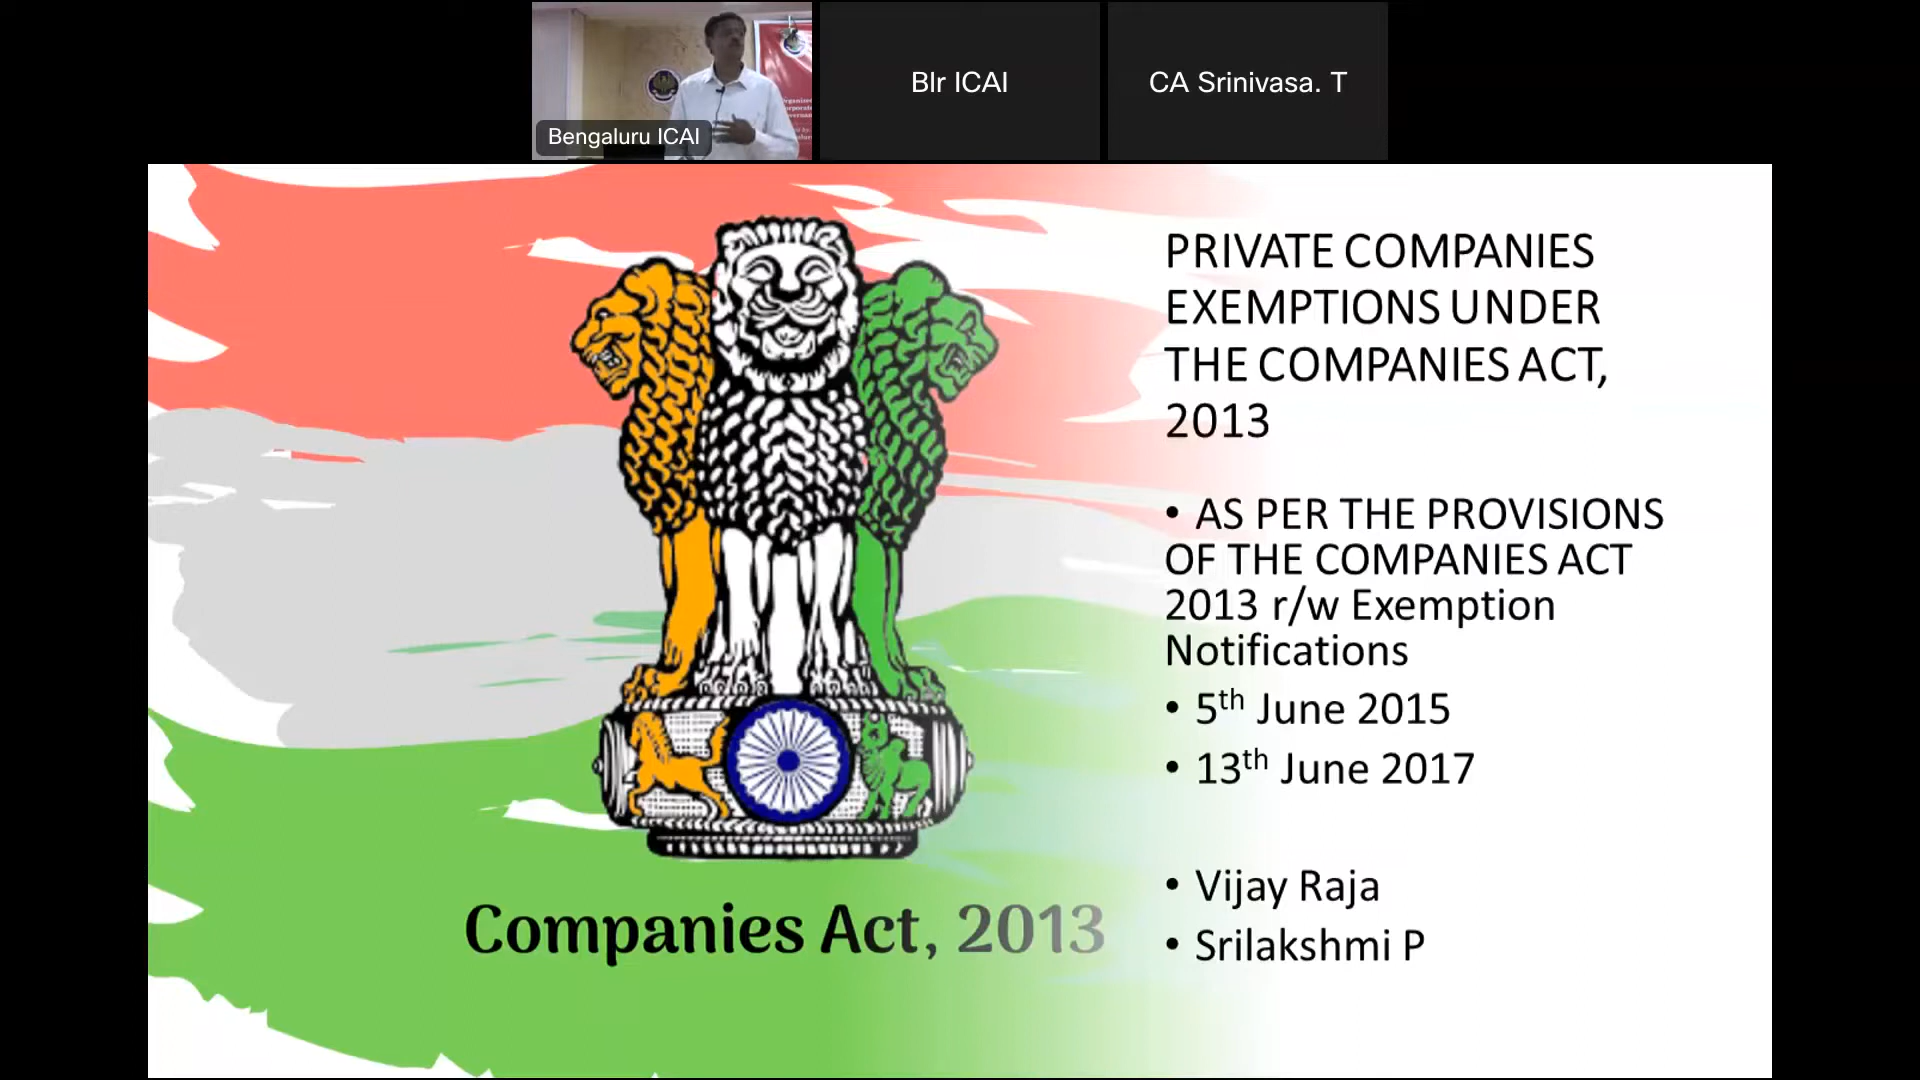 Bengaluru ICAI
Blr ICAI
CA Srinivasa. T
PRIVATE COMPANIES
EXEMPTIONS UNDER
THE COMPANIES ACT,
2013
• AS PER THE PROVISIONS
OF THE COMPANIES ACT
2013 r/w Exemption
Notifications
• 5th June 2015
• 13th June 2017
• Vijay Raja
• Srilakshmi P
Companies Act, 2013